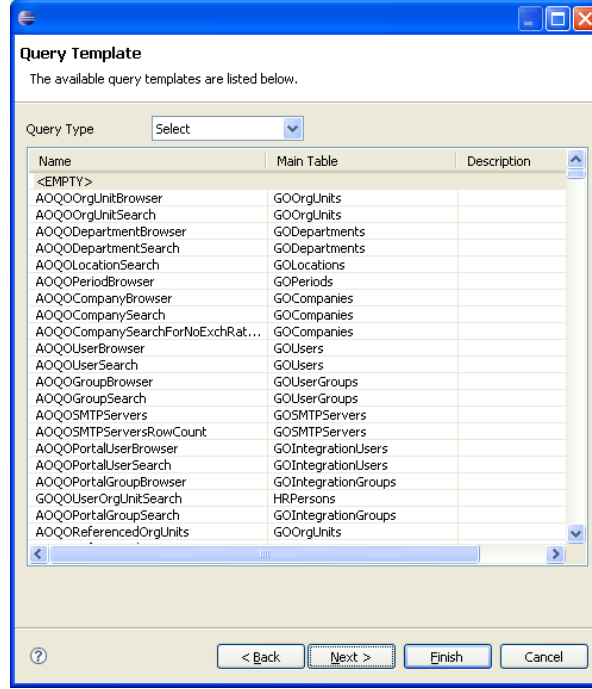 Query Template
The available query templates are listed below.
Query Type Select
Name Main Table Description
<EMPTY>
AOQOOrgUnitBrowser GOOrgUnits
AOQOOrgUnitSearch GOOrgUnits
AOQODepartmentBrowser GODepartments
AOQODepartmentSearch GODepartments
AOQOLocationSearch GOLocations
AOQOPeriodBrowser GOPeriods
AOQOCompanyBrowser GOCompanies
AOQOCompanySearch GOCompanies
AOQOCompanySearchForNoExchRat... GOCompanies
AOQOUserBrowser GOUsers
AOQOUserSearch GOUsers
AOQOGroupBrowser GOUserGroups
AOQOGroupSearch GOUserGroups
AOQOSMTPServers GOSMTPServers
AOQOSMTPServersRowCount GOSMTPServers
AOQOPortalUserBrowser GOIntegrationUsers
AOQOPortalUserSearch GOIntegrationUsers
AOQOPortalGroupBrowser GOIntegrationGroups
GOQOUserOrgUnitSearch HRPersons
AOQOPortalGroupSearch GOIntegrationGroups
AOQOReferencedOrgUnits GOOrgUnits
? < Back Next > Finish Cancel